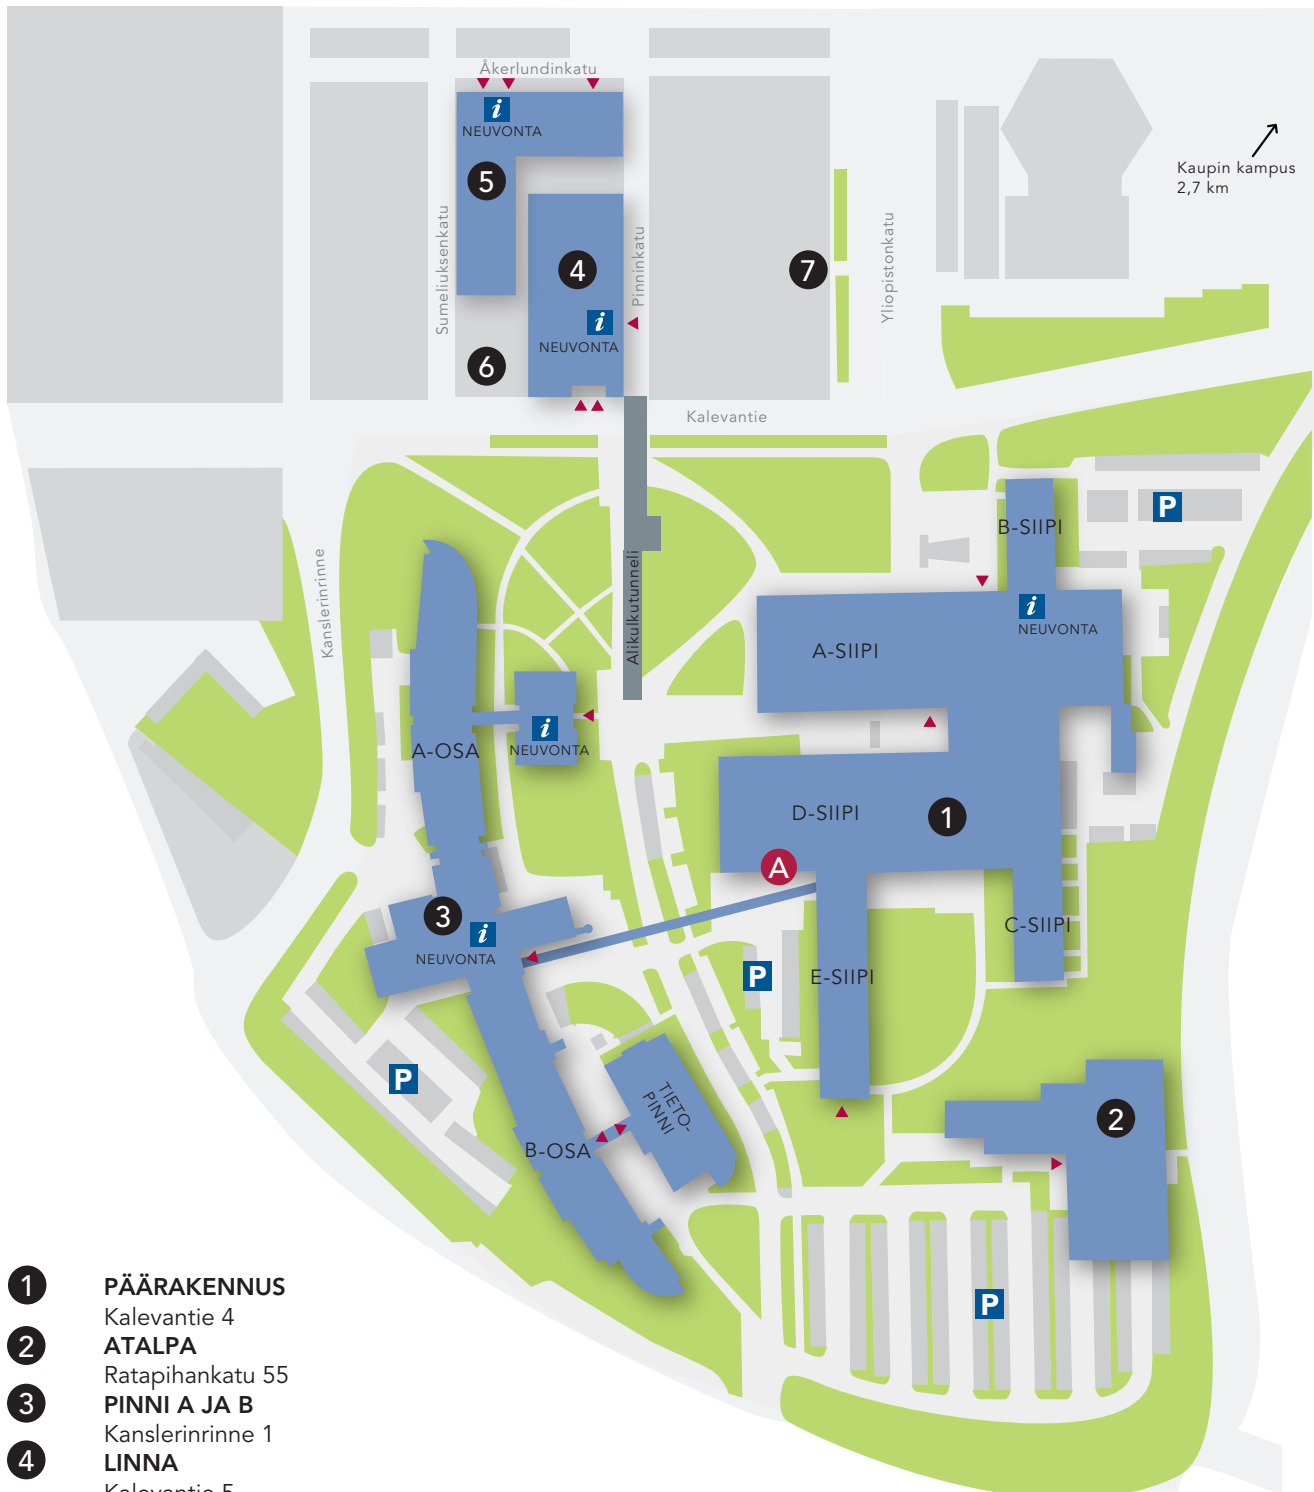 Åkerlundinkatu
i
NEUVONTA
5
Sumeliuksenkatu
4
Pinninkatu
i
NEUVONTA
6
7
Yliopistonkatu
Kaupin kampus
2,7 km
Kalevantie
Kanslerinrinne
Alikulkutunneli
B-SIIPI
P
i
NEUVONTA
A-SIIPI
A-OSA
i
NEUVONTA
D-SIIPI
1
A
3
i
NEUVONTA
C-SIIPI
E-SIIPI
P
P
TIETO-
PINNI
B-OSA
2
P
1 PÄÄRAKENNUS
Kalevantie 4
2 ATALPA
Ratapihankatu 55
3 PINNI A JA B
Kanslerinrinne 1
4 LINNA
Kalevantie 5